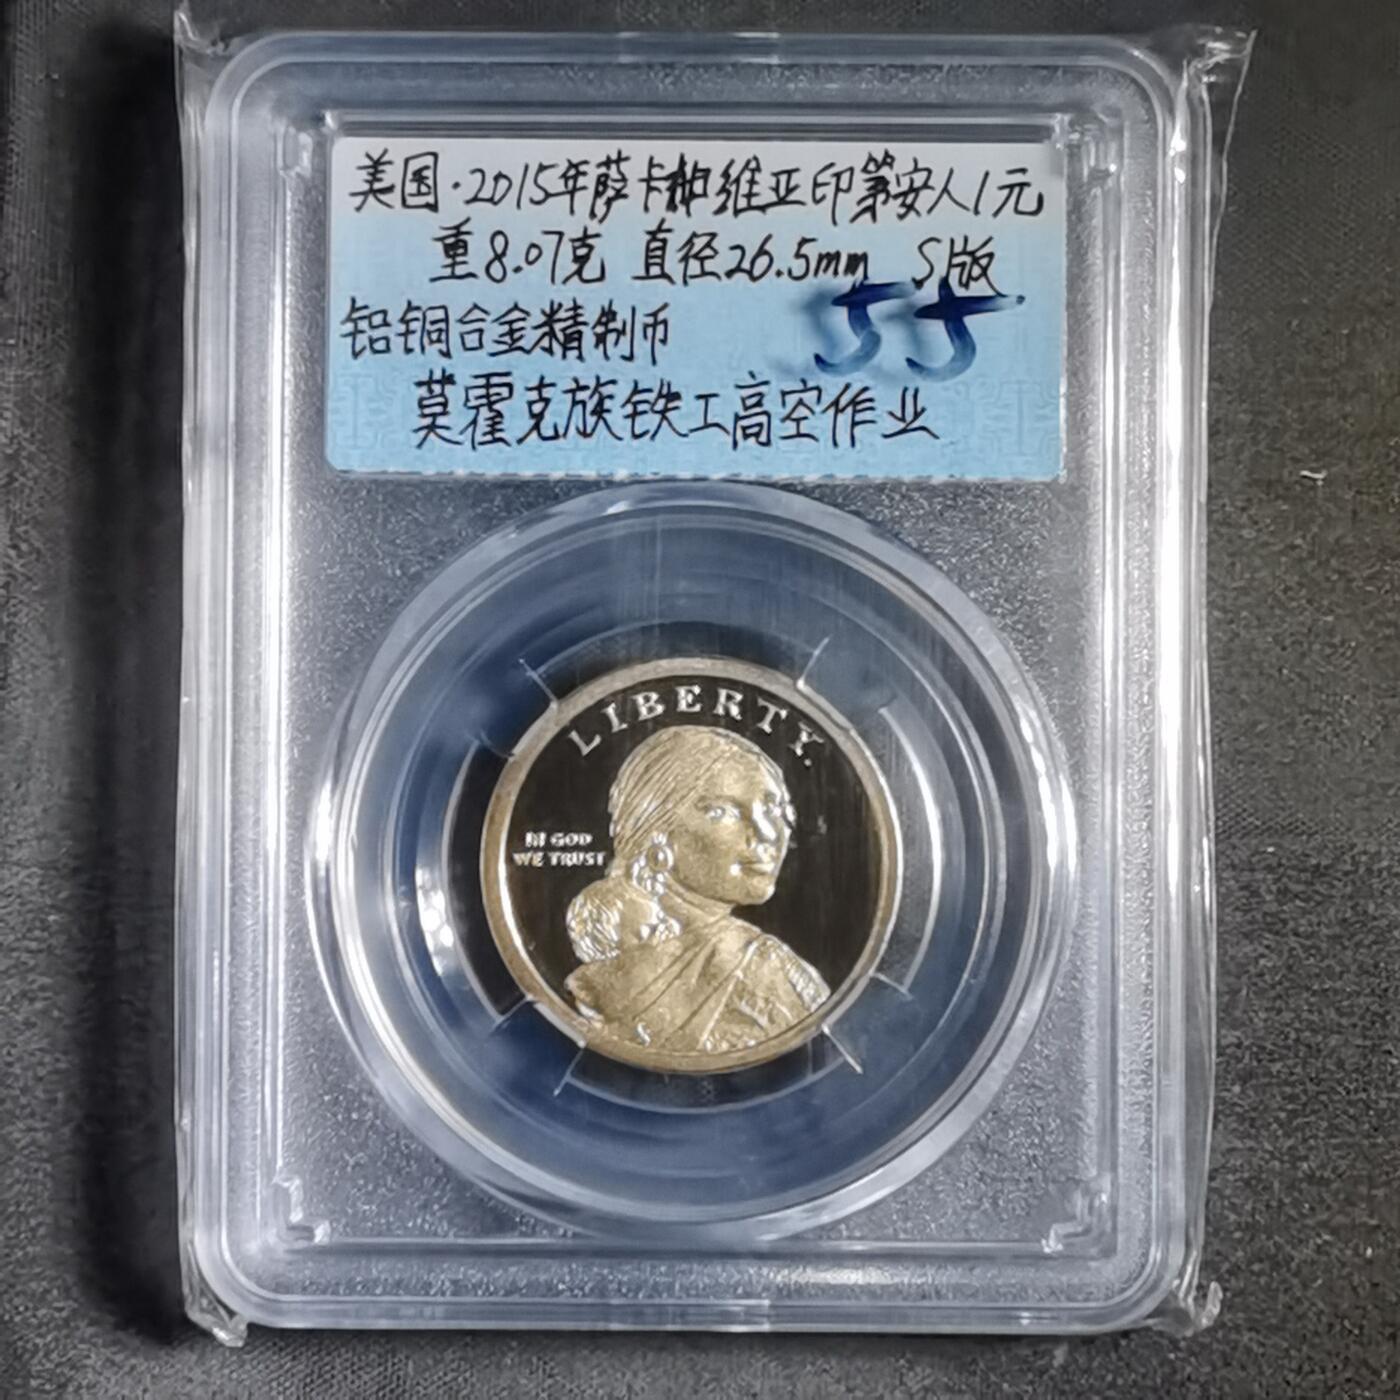 美国·2015年萨卡加维亚印第安人1元
重8.07克 直径26.5mm S版
铝铜合金精制币
55
莫霍克族铁工高空作业
LIBERTY
IN GOD
WE TRUST
S